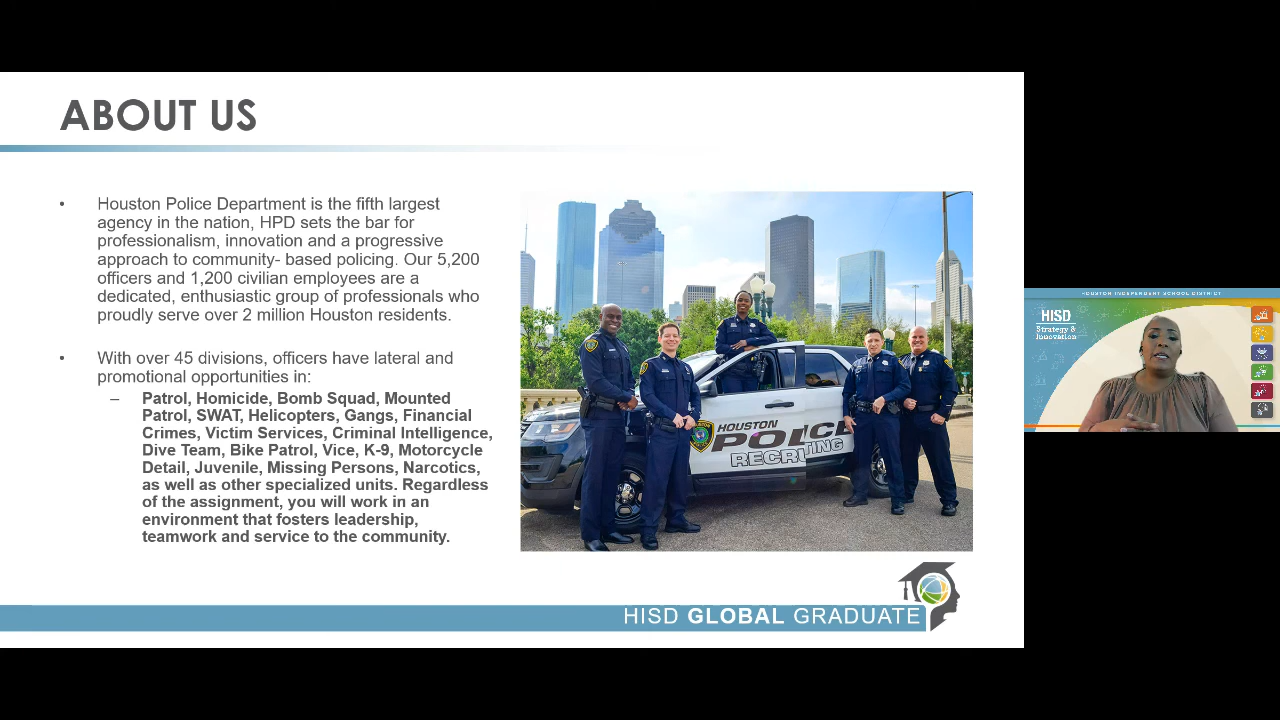 ABOUT US
• Houston Police Department is the fifth largest
agency in the nation, HPD sets the bar for
professionalism, innovation and a progressive
approach to community- based policing. Our 5,200
officers and 1,200 civilian employees are a
dedicated, enthusiastic group of professionals who
proudly serve over 2 million Houston residents.
• With over 45 divisions, officers have lateral and
promotional opportunities in:
– Patrol, Homicide, Bomb Squad, Mounted
Patrol, SWAT, Helicopters, Gangs, Financial
Crimes, Victim Services, Criminal Intelligence,
Dive Team, Bike Patrol, Vice, K-9, Motorcycle
Detail, Juvenile, Missing Persons, Narcotics,
as well as other specialized units. Regardless
of the assignment, you will work in an
environment that fosters leadership,
teamwork and service to the community.
HOUSTON
POLICE
RECRUITING
HISD GLOBAL GRADUATE
HOUSTON INDEPENDENT SCHOOL DISTRICT
HISD
Strategy &
Innovation